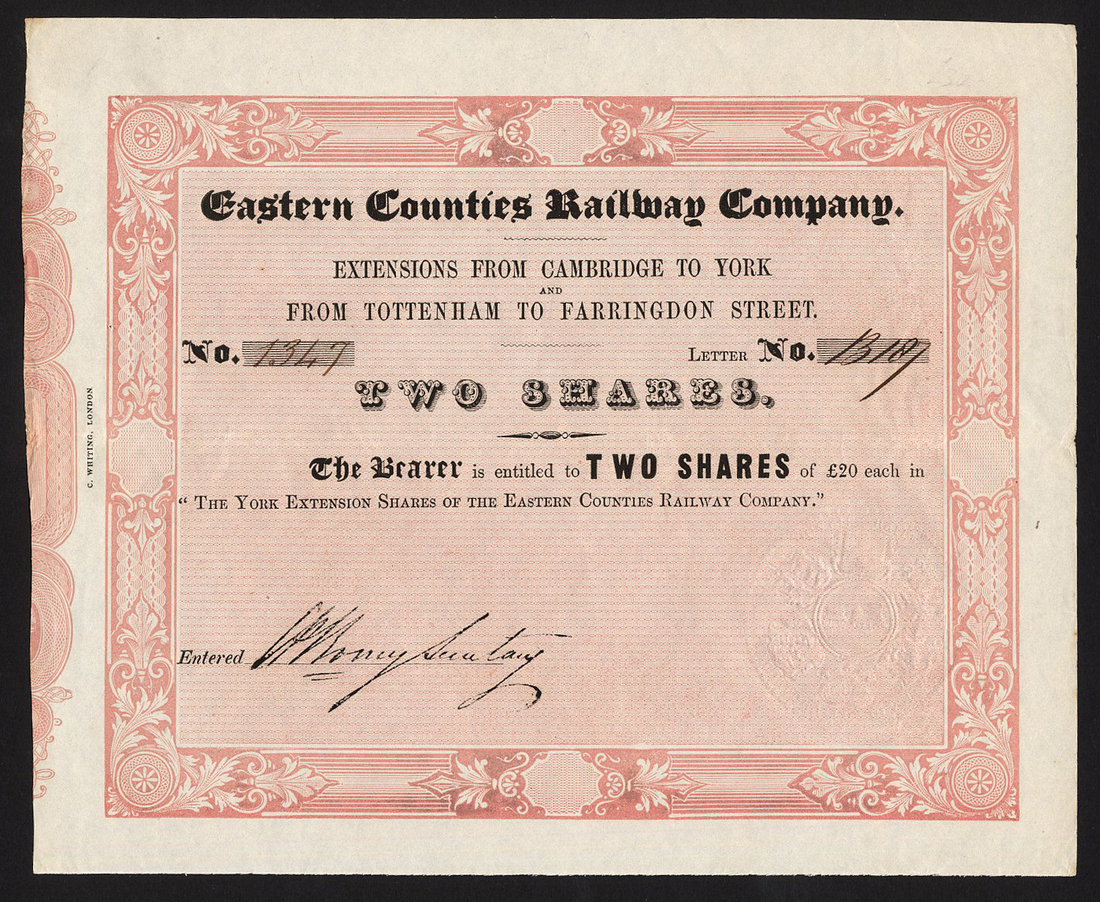 Eastern Counties Railway Company.
EXTENSIONS FROM CAMBRIDGE TO YORK
AND
FROM TOTTENHAM TO FARRINGDON STREET.
No. 1347 LETTER No. B187
TWO SHARES,
The Bearer is entitled to TWO SHARES of £20 each in
“THE YORK EXTENSION SHARES OF THE EASTERN COUNTIES RAILWAY COMPANY.”
Entered Secretary
C. WHITING, LONDON